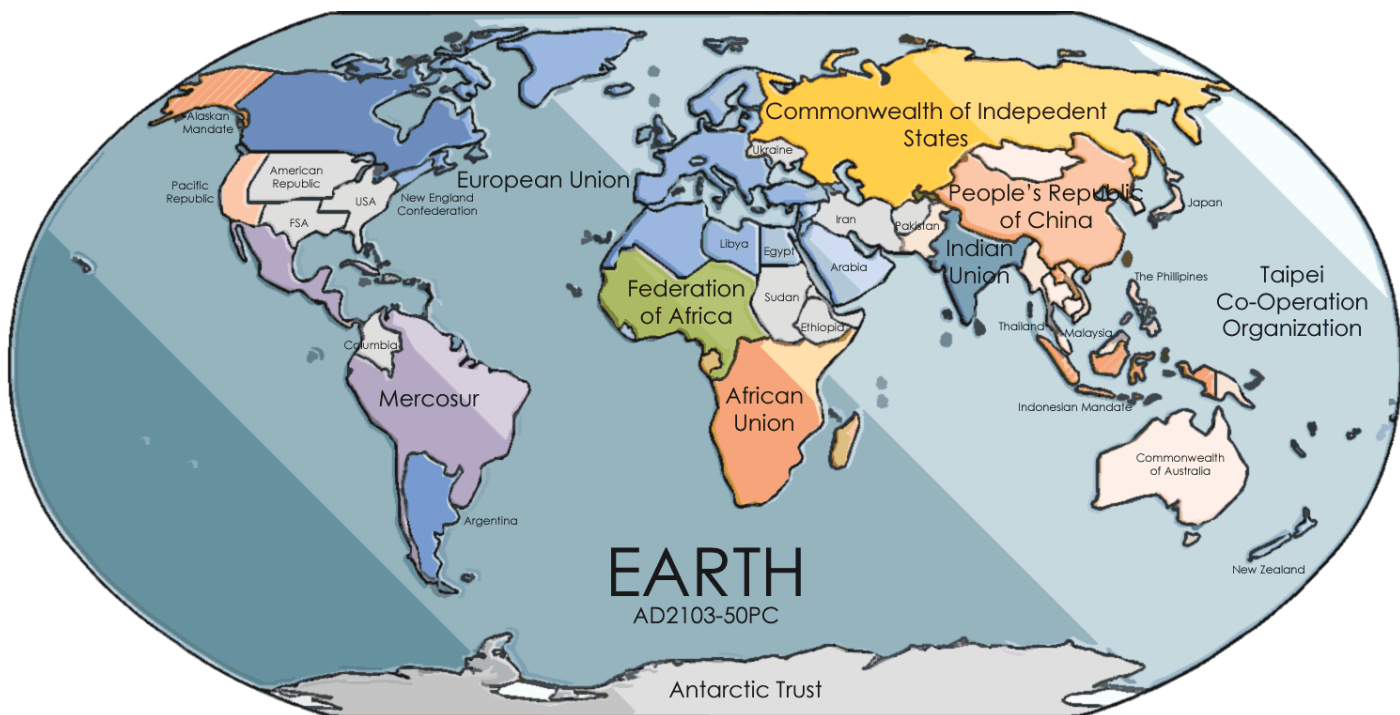 Alaskan
Mandate
Pacific
Republic
American
Republic
USA
FSA
New England
Confederation
European Union
Commonwealth of Indepedent
States
Ukraine
People's Republic
of China
Japan
Iran
Pakistan
Indian
Union
Libya
Egypt
Arabia
Federation
of Africa
Sudan
Ethiopia
The Phillipines
Taipei
Co-Operation
Organization
Thailand
Malaysia
Columbia
Mercosur
African
Union
Indonesian Mandate
Commonwealth
of Australia
Argentina
New Zealand
EARTH
AD2103-50PC
Antarctic Trust